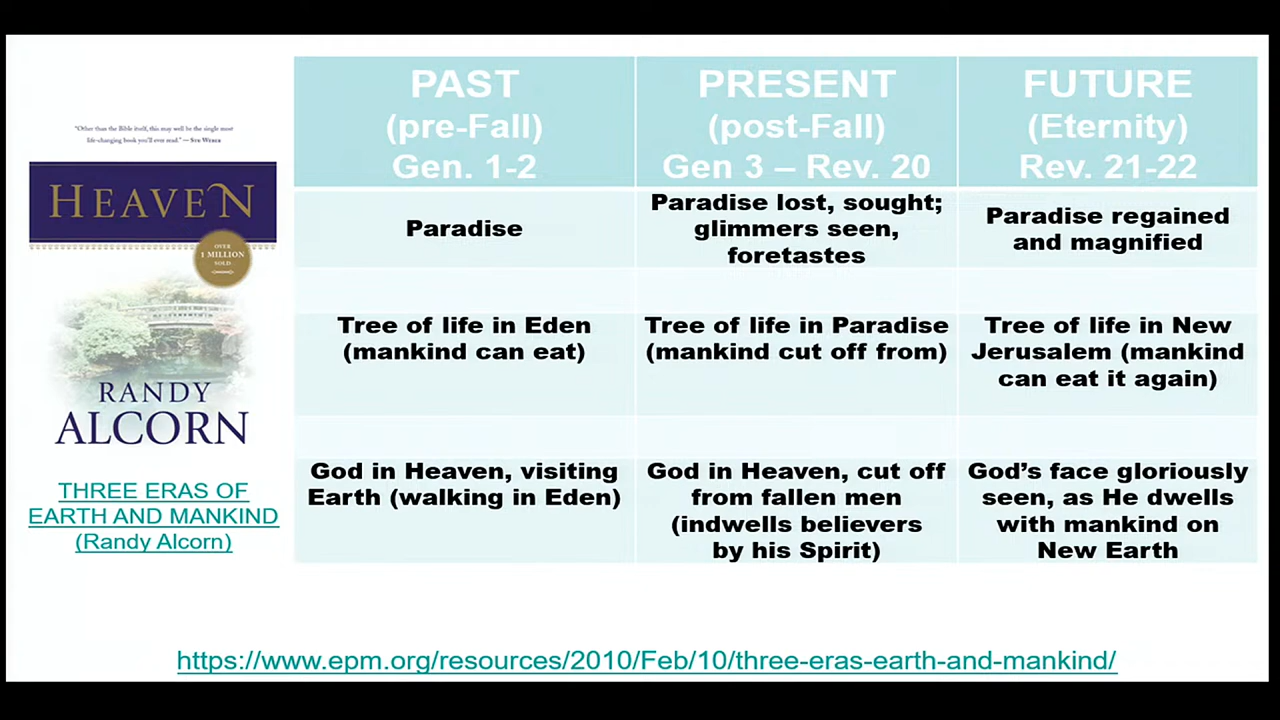 "Other than the Bible itself, this may well be the single most
life-changing book you'll ever read." — Stu Weber
HEAVEN
OVER
1 MILLION
SOLD
RANDY
ALCORN
THREE ERAS OF
EARTH AND MANKIND
(Randy Alcorn)
PAST
(pre-Fall)
Gen. 1-2
PRESENT
(post-Fall)
Gen 3 – Rev. 20
FUTURE
(Eternity)
Rev. 21-22
Paradise
Paradise lost, sought;
glimmers seen,
foretastes
Paradise regained
and magnified
Tree of life in Eden
(mankind can eat)
Tree of life in Paradise
(mankind cut off from)
Tree of life in New
Jerusalem (mankind
can eat it again)
God in Heaven, visiting
Earth (walking in Eden)
God in Heaven, cut off
from fallen men
(indwells believers
by his Spirit)
God's face gloriously
seen, as He dwells
with mankind on
New Earth
https://www.epm.org/resources/2010/Feb/10/three-eras-earth-and-mankind/